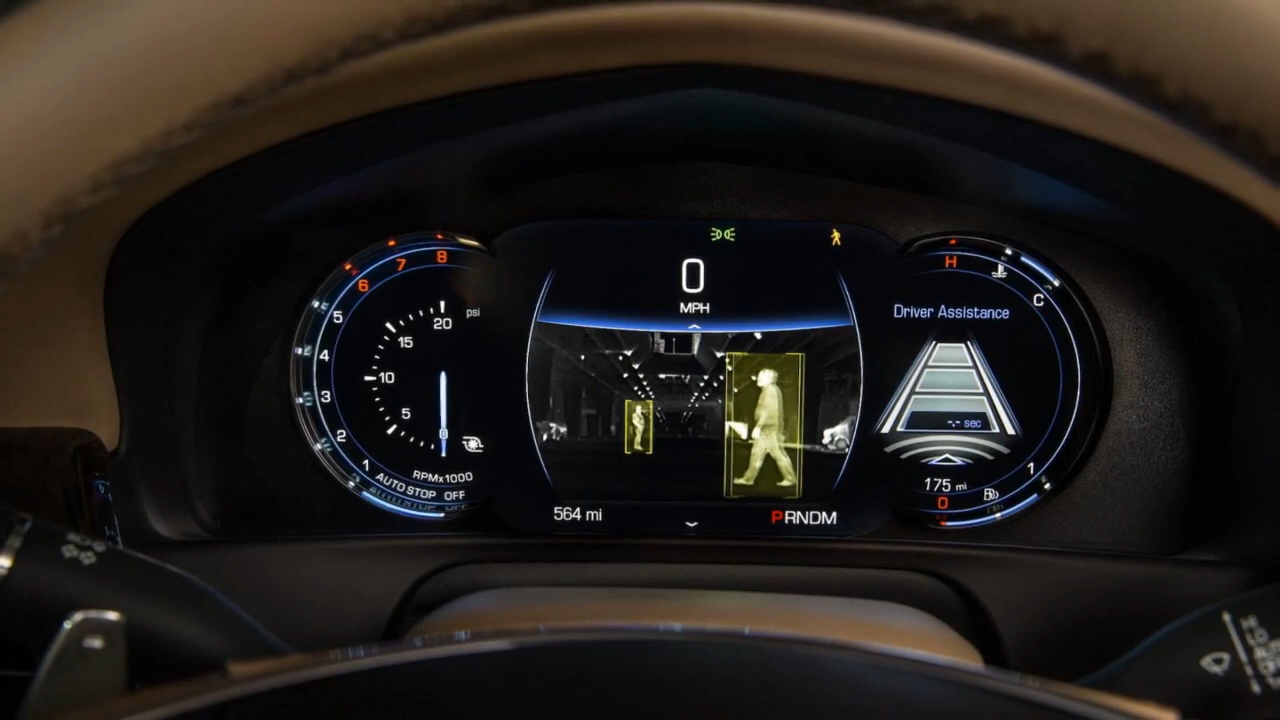 8
7
6
5
4
3
2
1
RPMx1000
AUTO STOP OFF
psi
20
15
10
5
0
0
MPH
564 mi
PRNDM
H
C
Driver Assistance
-.- sec
175 mi
1
0